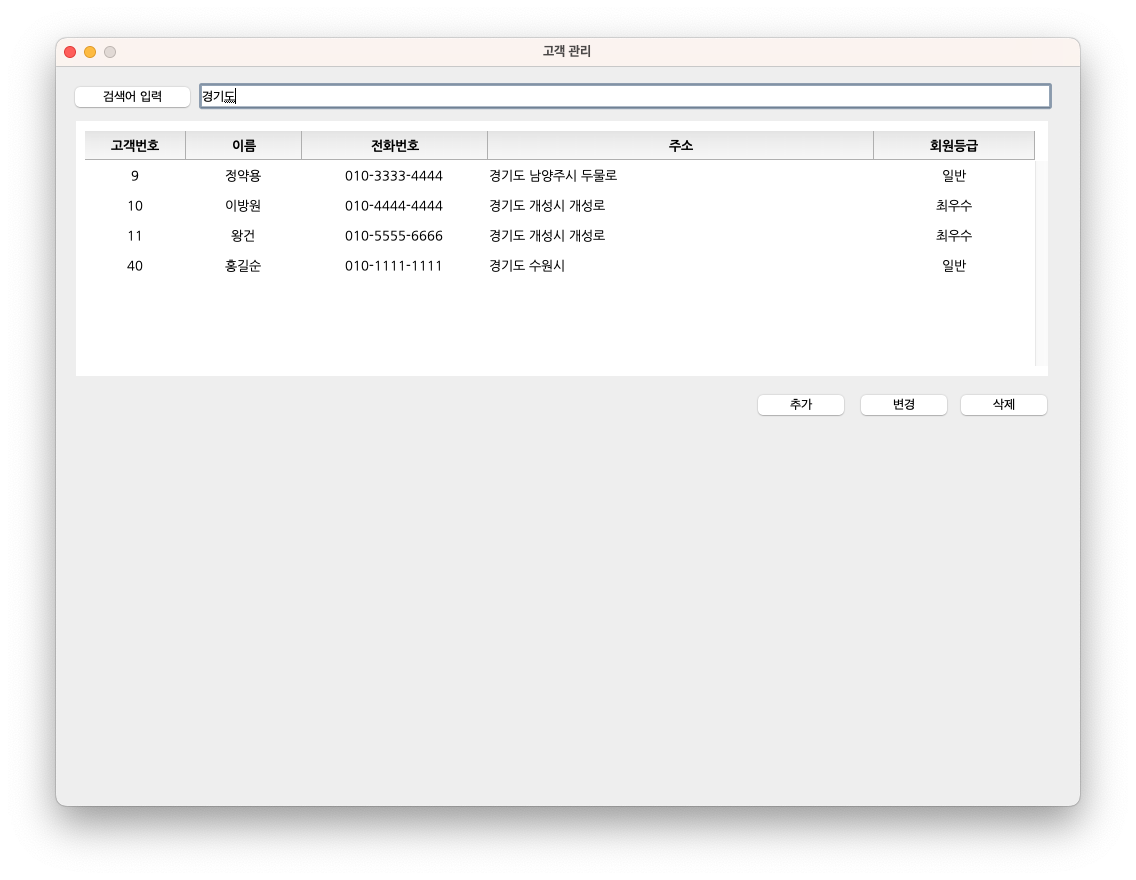 고객 관리
검색어 입력 경기도
고객번호 이름 전화번호 주소 회원등급
9 정약용 010-3333-4444 경기도 남양주시 두물로 일반
10 이방원 010-4444-4444 경기도 개성시 개성로 최우수
11 왕건 010-5555-6666 경기도 개성시 개성로 최우수
40 홍길순 010-1111-1111 경기도 수원시 일반
추가 변경 삭제